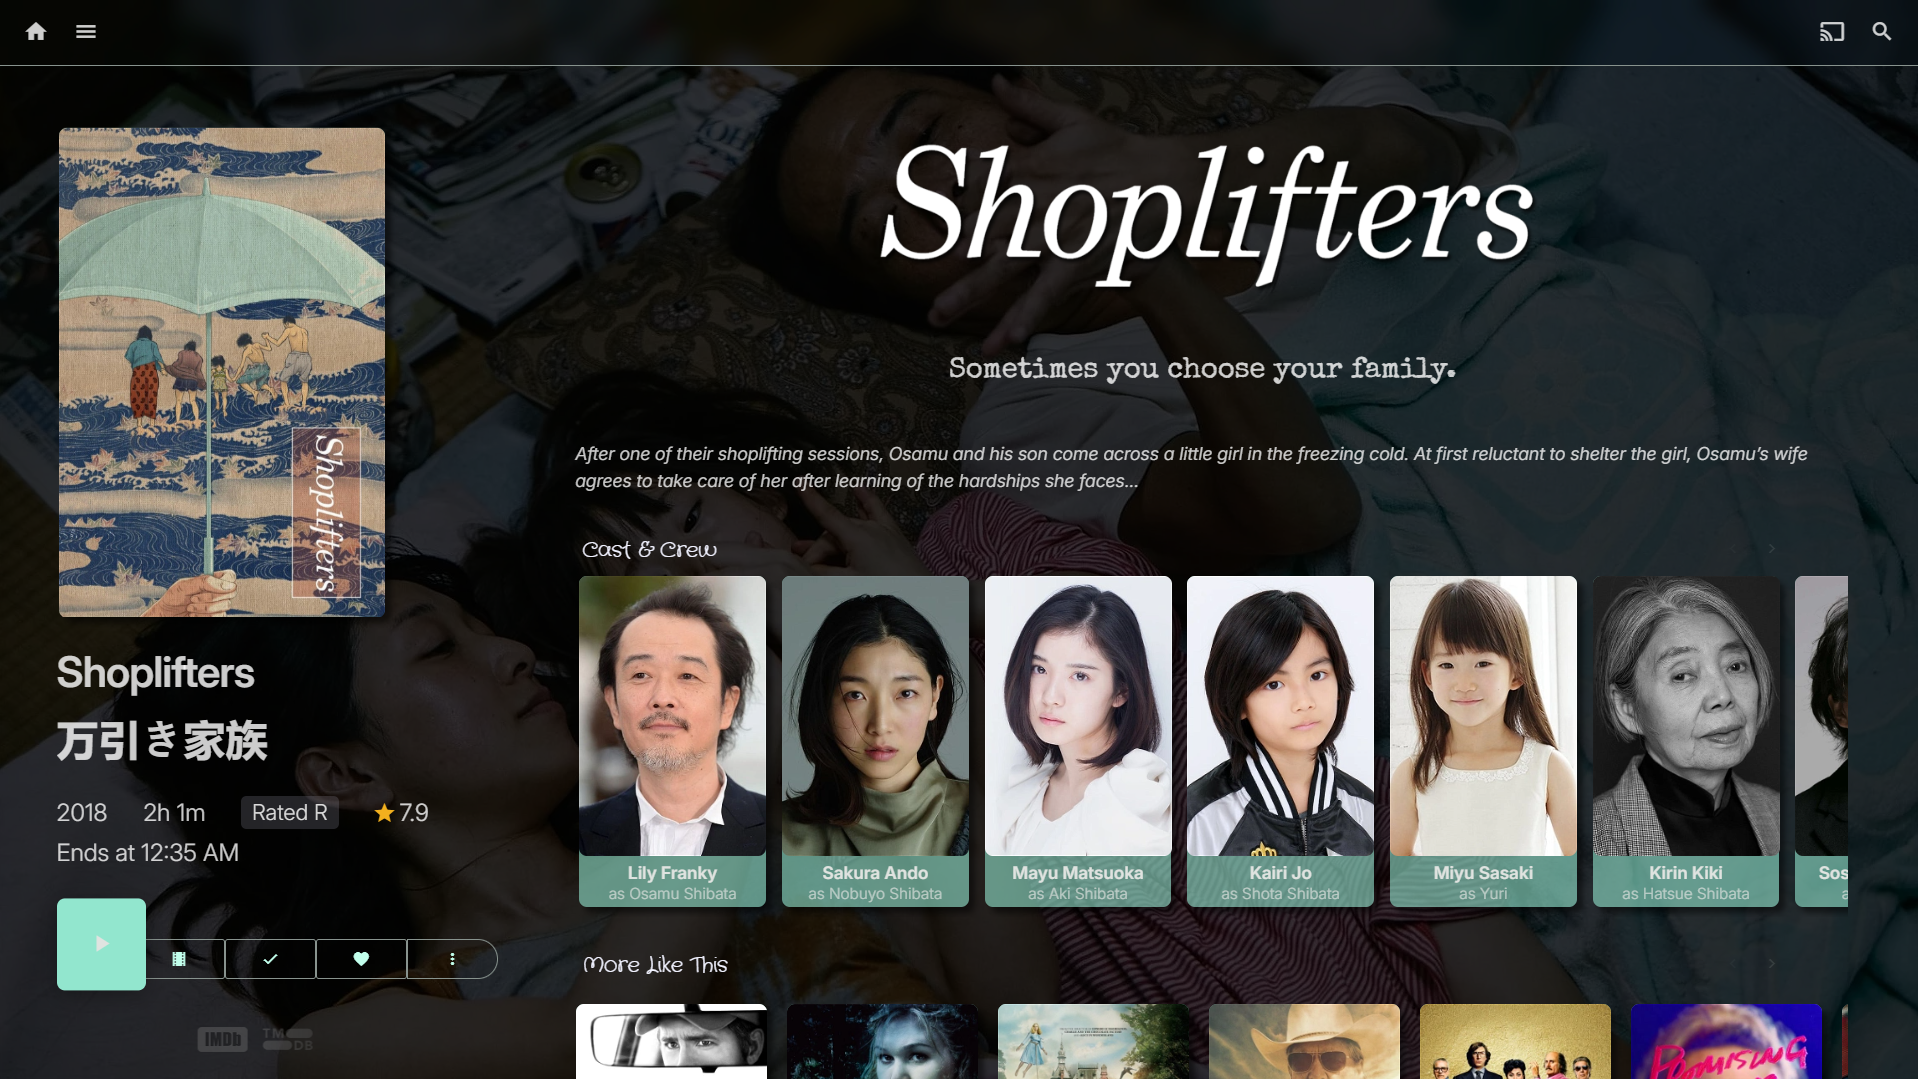 Shoplifters
Sometimes you choose your family.
After one of their shoplifting sessions, Osamu and his son come across a little girl in the freezing cold. At first reluctant to shelter the girl, Osamu's wife
agrees to take care of her after learning of the hardships she faces...
Shoplifters
Shoplifters
万引き家族
2018 2h 1m Rated R 7.9
Ends at 12:35 AM
IMDb TMDB
Cast & Crew
Lily Franky
as Osamu Shibata
Sakura Ando
as Nobuyo Shibata
Mayu Matsuoka
as Aki Shibata
Kairi Jo
as Shota Shibata
Miyu Sasaki
as Yuri
Kirin Kiki
as Hatsue Shibata
Sos
a
More Like This
PROMISING